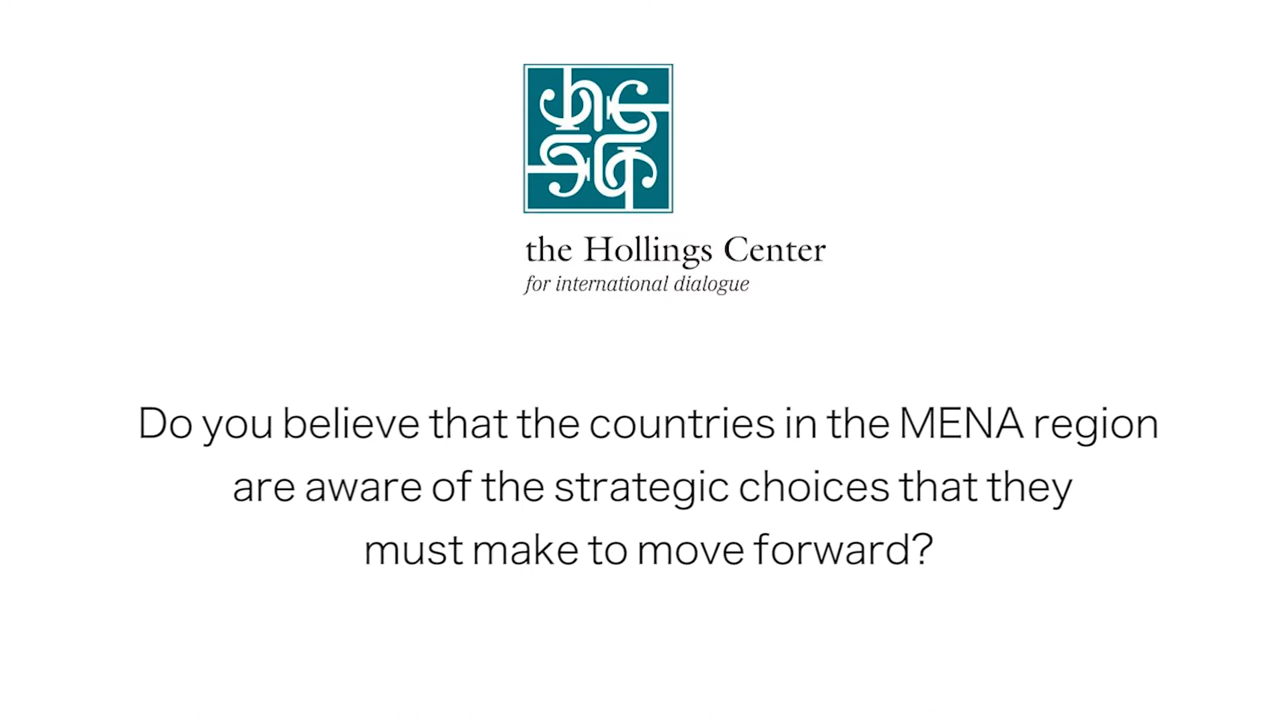 the Hollings Center
for international dialogue
Do you believe that the countries in the MENA region
are aware of the strategic choices that they
must make to move forward?